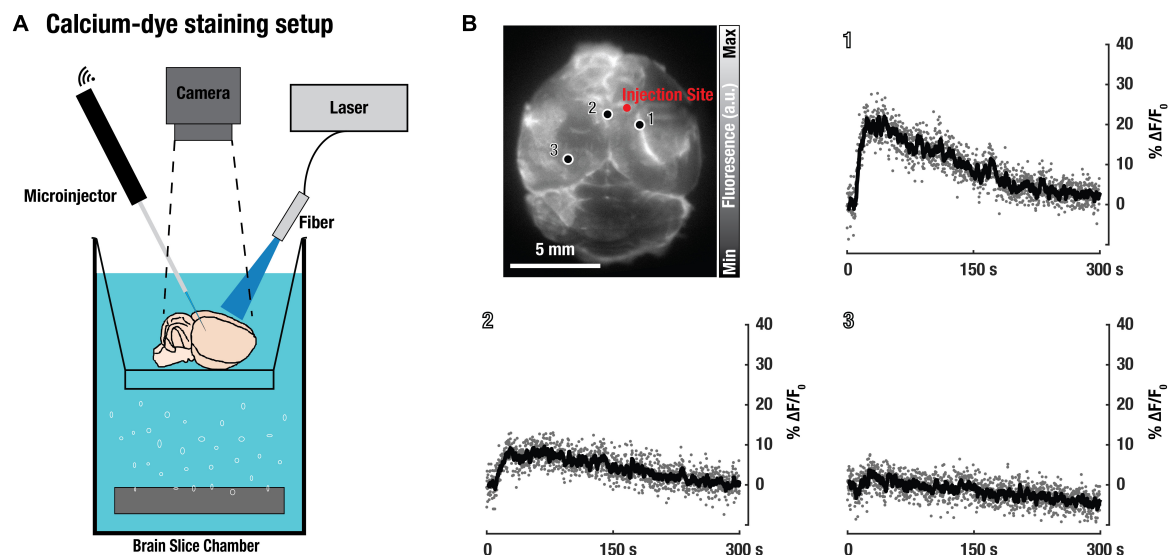 A Calcium-dye staining setup
Camera
Laser
Microinjector
Fiber
Brain Slice Chamber
B
Injection Site
2
1
3
5 mm
Max
Fluoresence (a.u.)
Min
1
40
30
20
10
0
% ΔF/F0
0 150 s 300 s
2
40
30
20
10
0
% ΔF/F0
0 150 s 300 s
3
40
30
20
10
0
% ΔF/F0
0 150 s 300 s